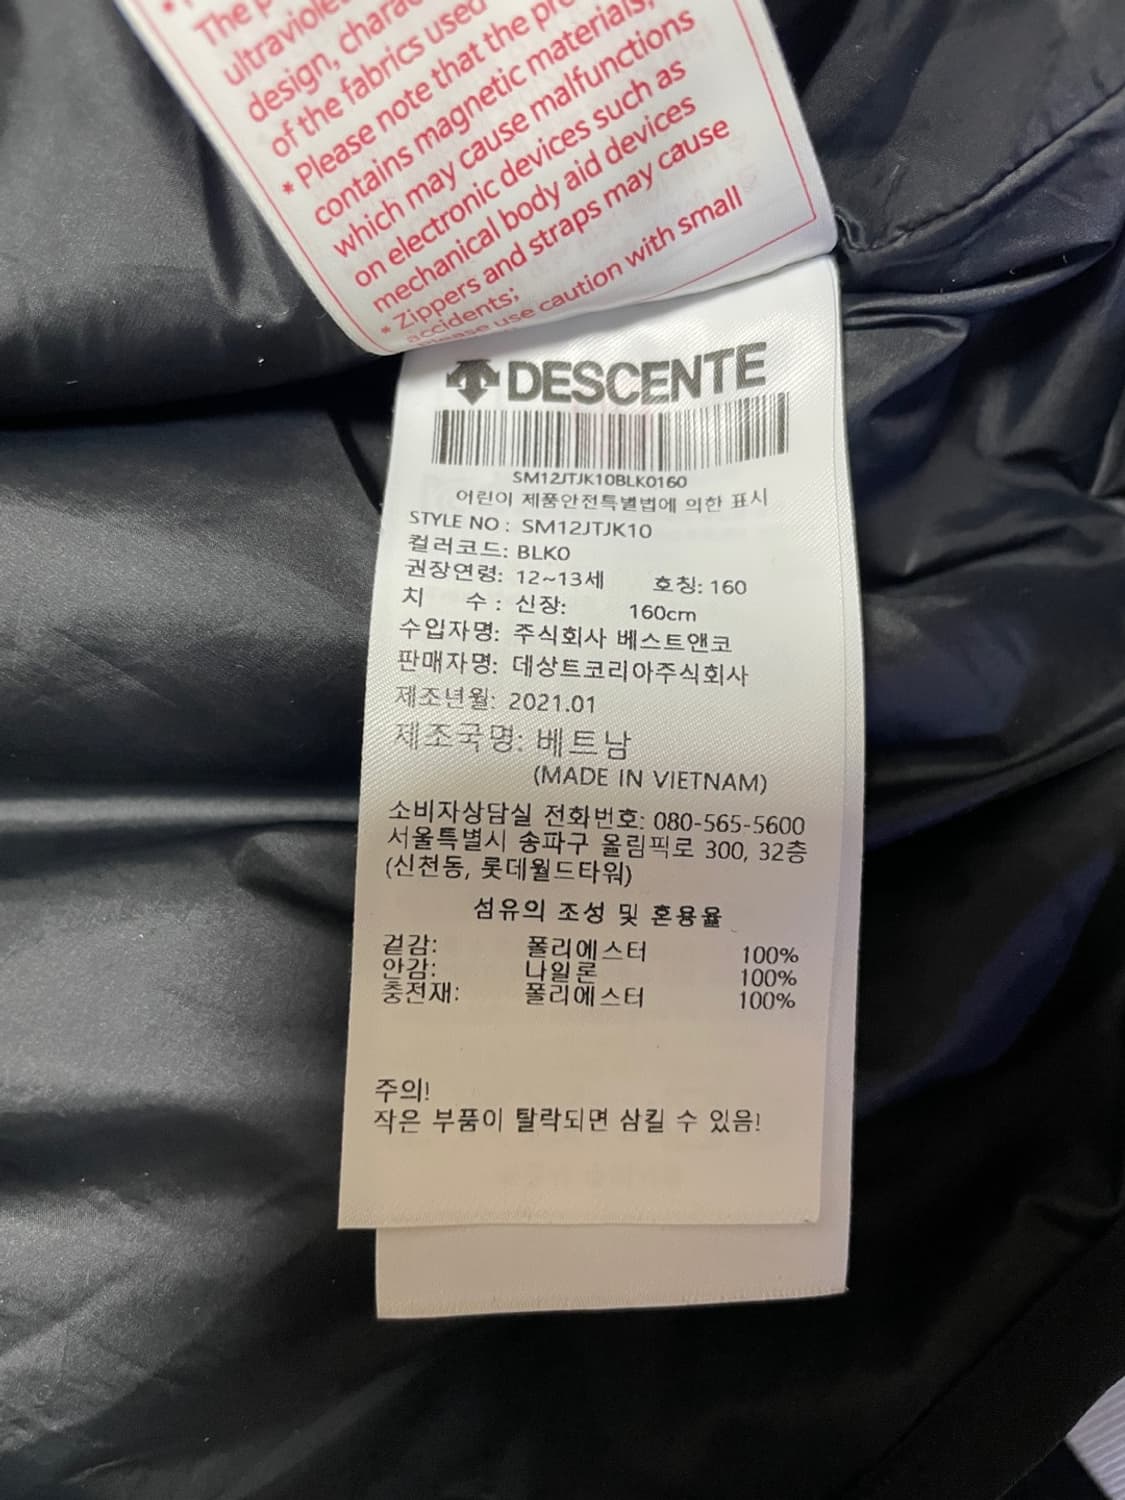 The
ultraviolet
design, chara
of the fabrics used
* Please note that the pro
contains magnetic materials,
which may cause malfunctions
on electronic devices such as
mechanical body aid devices
* Zippers and straps may cause
accidents;
please use caution with small
DESCENTE
SM12JTJK10BLK0160
어린이 제품안전특별법에 의한 표시
STYLE NO : SM12JTJK10
컬러코드: BLK0
권장연령: 12~13세 호칭: 160
치 수 : 신장: 160cm
수입자명: 주식회사 베스트앤코
판매자명: 데상트코리아주식회사
제조년월: 2021.01
제조국명: 베트남
(MADE IN VIETNAM)
소비자상담실 전화번호: 080-565-5600
서울특별시 송파구 올림픽로 300, 32층
(신천동, 롯데월드타워)
섬유의 조성 및 혼용율
겉감: 폴리에스터 100%
안감: 나일론 100%
충전재: 폴리에스터 100%
주의!
작은 부품이 탈락되면 삼킬 수 있음!